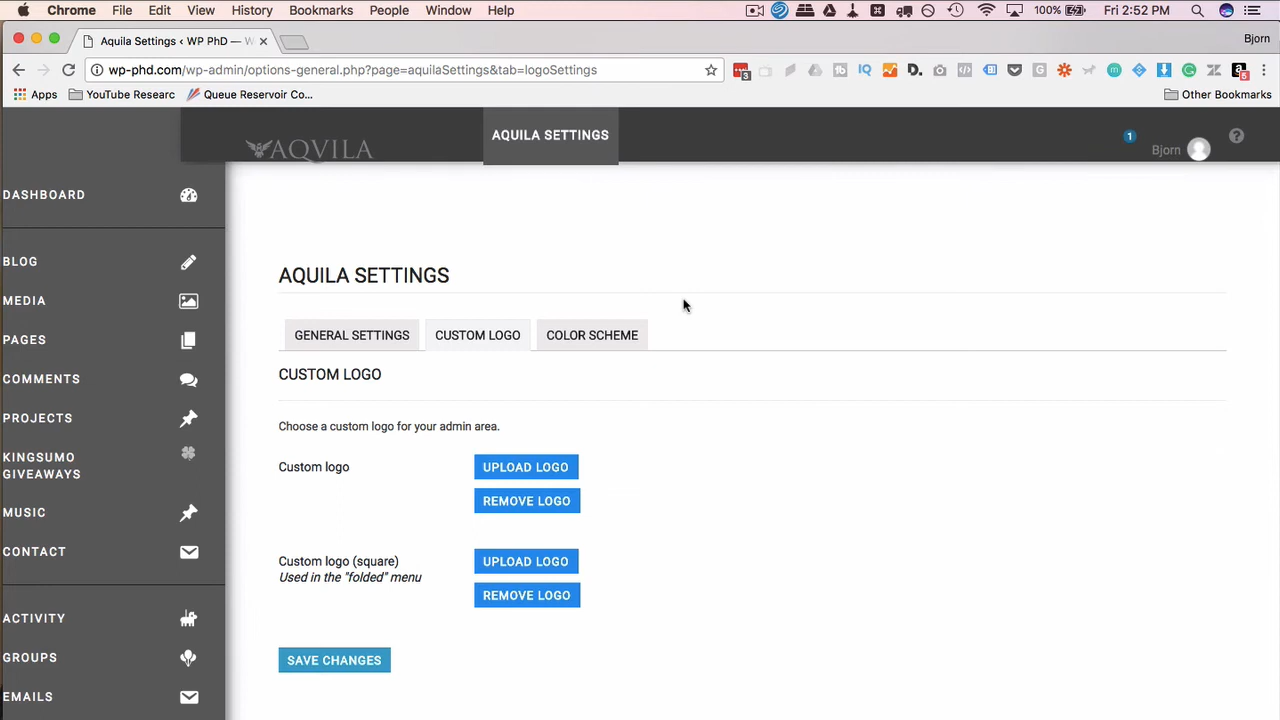 Chrome File Edit View History Bookmarks People Window Help 100% Fri 2:52 PM
Aquila Settings ‹ WP PhD — W
Bjorn
wp-phd.com/wp-admin/options-general.php?page=aquilaSettings&tab=logoSettings
Apps YouTube Researc Queue Reservoir Co... Other Bookmarks
AQVILA
AQUILA SETTINGS
1
Bjorn
DASHBOARD
BLOG
MEDIA
PAGES
COMMENTS
PROJECTS
KINGSUMO
GIVEAWAYS
MUSIC
CONTACT
ACTIVITY
GROUPS
EMAILS
AQUILA SETTINGS
GENERAL SETTINGS CUSTOM LOGO COLOR SCHEME
CUSTOM LOGO
Choose a custom logo for your admin area.
Custom logo UPLOAD LOGO
REMOVE LOGO
Custom logo (square) UPLOAD LOGO
Used in the "folded" menu
REMOVE LOGO
SAVE CHANGES